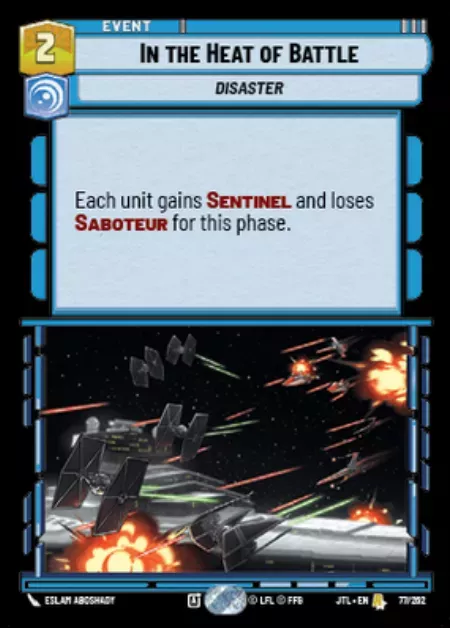 EVENT
2
IN THE HEAT OF BATTLE
DISASTER
Each unit gains SENTINEL and loses
SABOTEUR for this phase.
ESLAM ABOSHADY
A
© LFL © FFG
JTL • EN
77/262